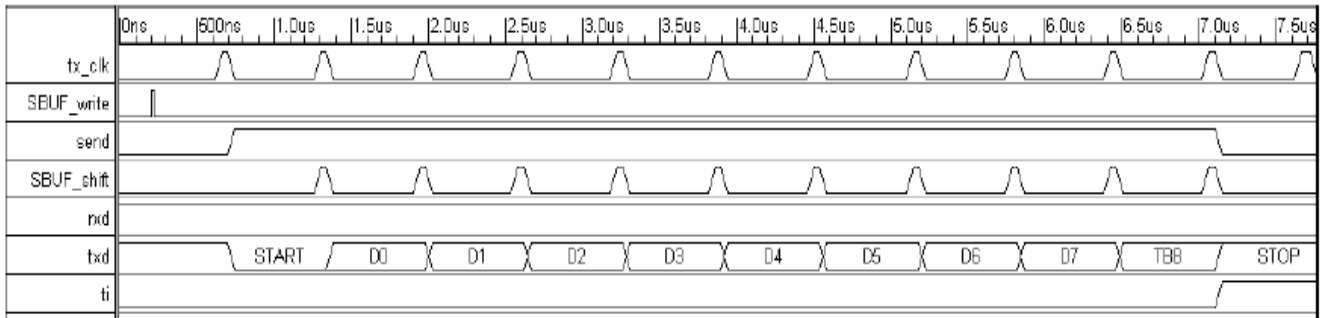 0ns 500ns 1.0us 1.5us 2.0us 2.5us 3.0us 3.5us 4.0us 4.5us 5.0us 5.5us 6.0us 6.5us 7.0us 7.5us
tx_clk
SBUF_write
send
SBUF_shift
rxd
txd START D0 D1 D2 D3 D4 D5 D6 D7 TB8 STOP
ti